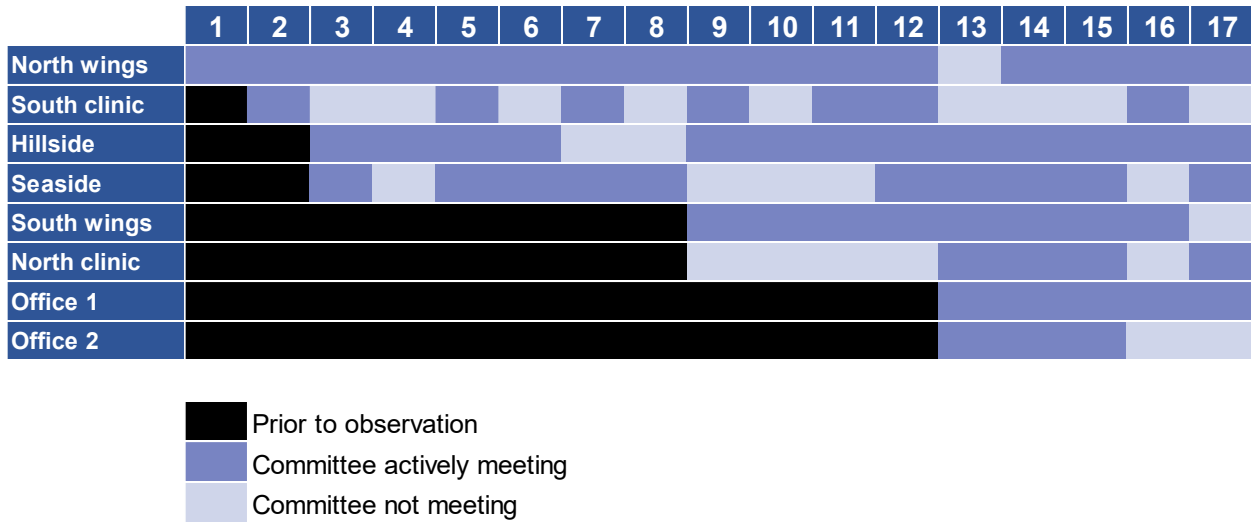 1 2 3 4 5 6 7 8 9 10 11 12 13 14 15 16 17
North wings
South clinic
Hillside
Seaside
South wings
North clinic
Office 1
Office 2
Prior to observation
Committee actively meeting
Committee not meeting